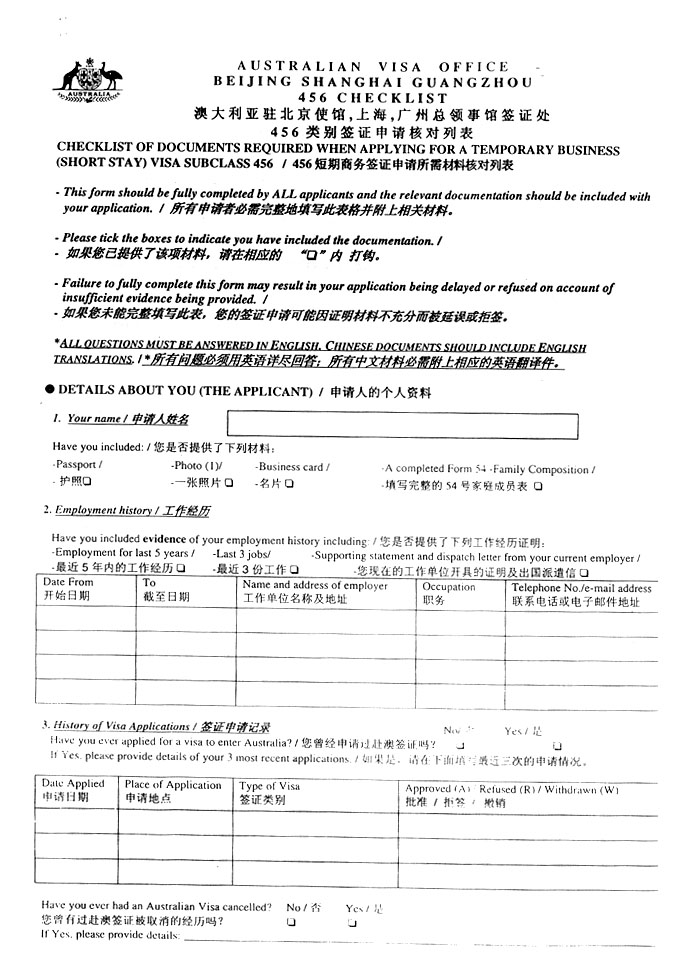 AUSTRALIAN VISA OFFICE
BEIJING SHANGHAI GUANGZHOU
456 CHECKLIST
澳大利亚驻北京使馆,上海,广州总领事馆签证处
456 类别签证申请核对列表
AUSTRALIA
CHECKLIST OF DOCUMENTS REQUIRED WHEN APPLYING FOR A TEMPORARY BUSINESS
(SHORT STAY) VISA SUBCLASS 456 / 456 短期商务签证申请所需材料核对列表
- This form should be fully completed by ALL applicants and the relevant documentation should be included with
your application. / 所有申请者必需完整地填写此表格并附上相关材料。
- Please tick the boxes to indicate you have included the documentation. /
- 如果您已提供了该项材料，请在相应的 “❏”内 打钩。
- Failure to fully complete this form may result in your application being delayed or refused on account of
insufficient evidence being provided. /
- 如果您未能完整填写此表，您的签证申请可能因证明材料不充分而被延误或拒签。
*ALL QUESTIONS MUST BE ANSWERED IN ENGLISH. CHINESE DOCUMENTS SHOULD INCLUDE ENGLISH
TRANSLATIONS. / *所有问题必须用英语详尽回答；所有中文材料必需附上相应的英语翻译件。
● DETAILS ABOUT YOU (THE APPLICANT) / 申请人的个人资料
1. Your name / 申请人姓名
Have you included: / 您是否提供了下列材料:
-Passport / -Photo (1)/ -Business card / -A completed Form 54 -Family Composition /
- 护照❏ -一张照片 ❏ -名片 ❏ -填写完整的 54 号家庭成员表 ❏
2. Employment history / 工作经历
Have you included evidence of your employment history including: / 您是否提供了下列工作经历证明:
-Employment for last 5 years / -Last 3 jobs/ -Supporting statement and dispatch letter from your current employer /
-最近 5 年内的工作经历 ❏ -最近 3 份工作 ❏ -您现在的工作单位开具的证明及出国派遣信 ❏
Date From To Name and address of employer Occupation Telephone No./e-mail address
开始日期 截至日期 工作单位名称及地址 职务 联系电话或电子邮件地址
3. History of Visa Applications / 签证申请记录 No/ Yes / 是
Have you ever applied for a visa to enter Australia? / 您曾经申请过赴澳签证吗? ❏ ❏
If Yes, please provide details of your 3 most recent applications. / 如果是，请在下面填写最近三次的申请情况。
Date Applied Place of Application Type of Visa Approved (A) Refused (R) / Withdrawn (W)
申请日期 申请地点 签证类别 批准 / 拒签 / 撤销
Have you ever had an Australian Visa cancelled? No / 否 Yes / 是
您曾有过赴澳签证被取消的经历吗? ❏ ❏
If Yes, please provide details: